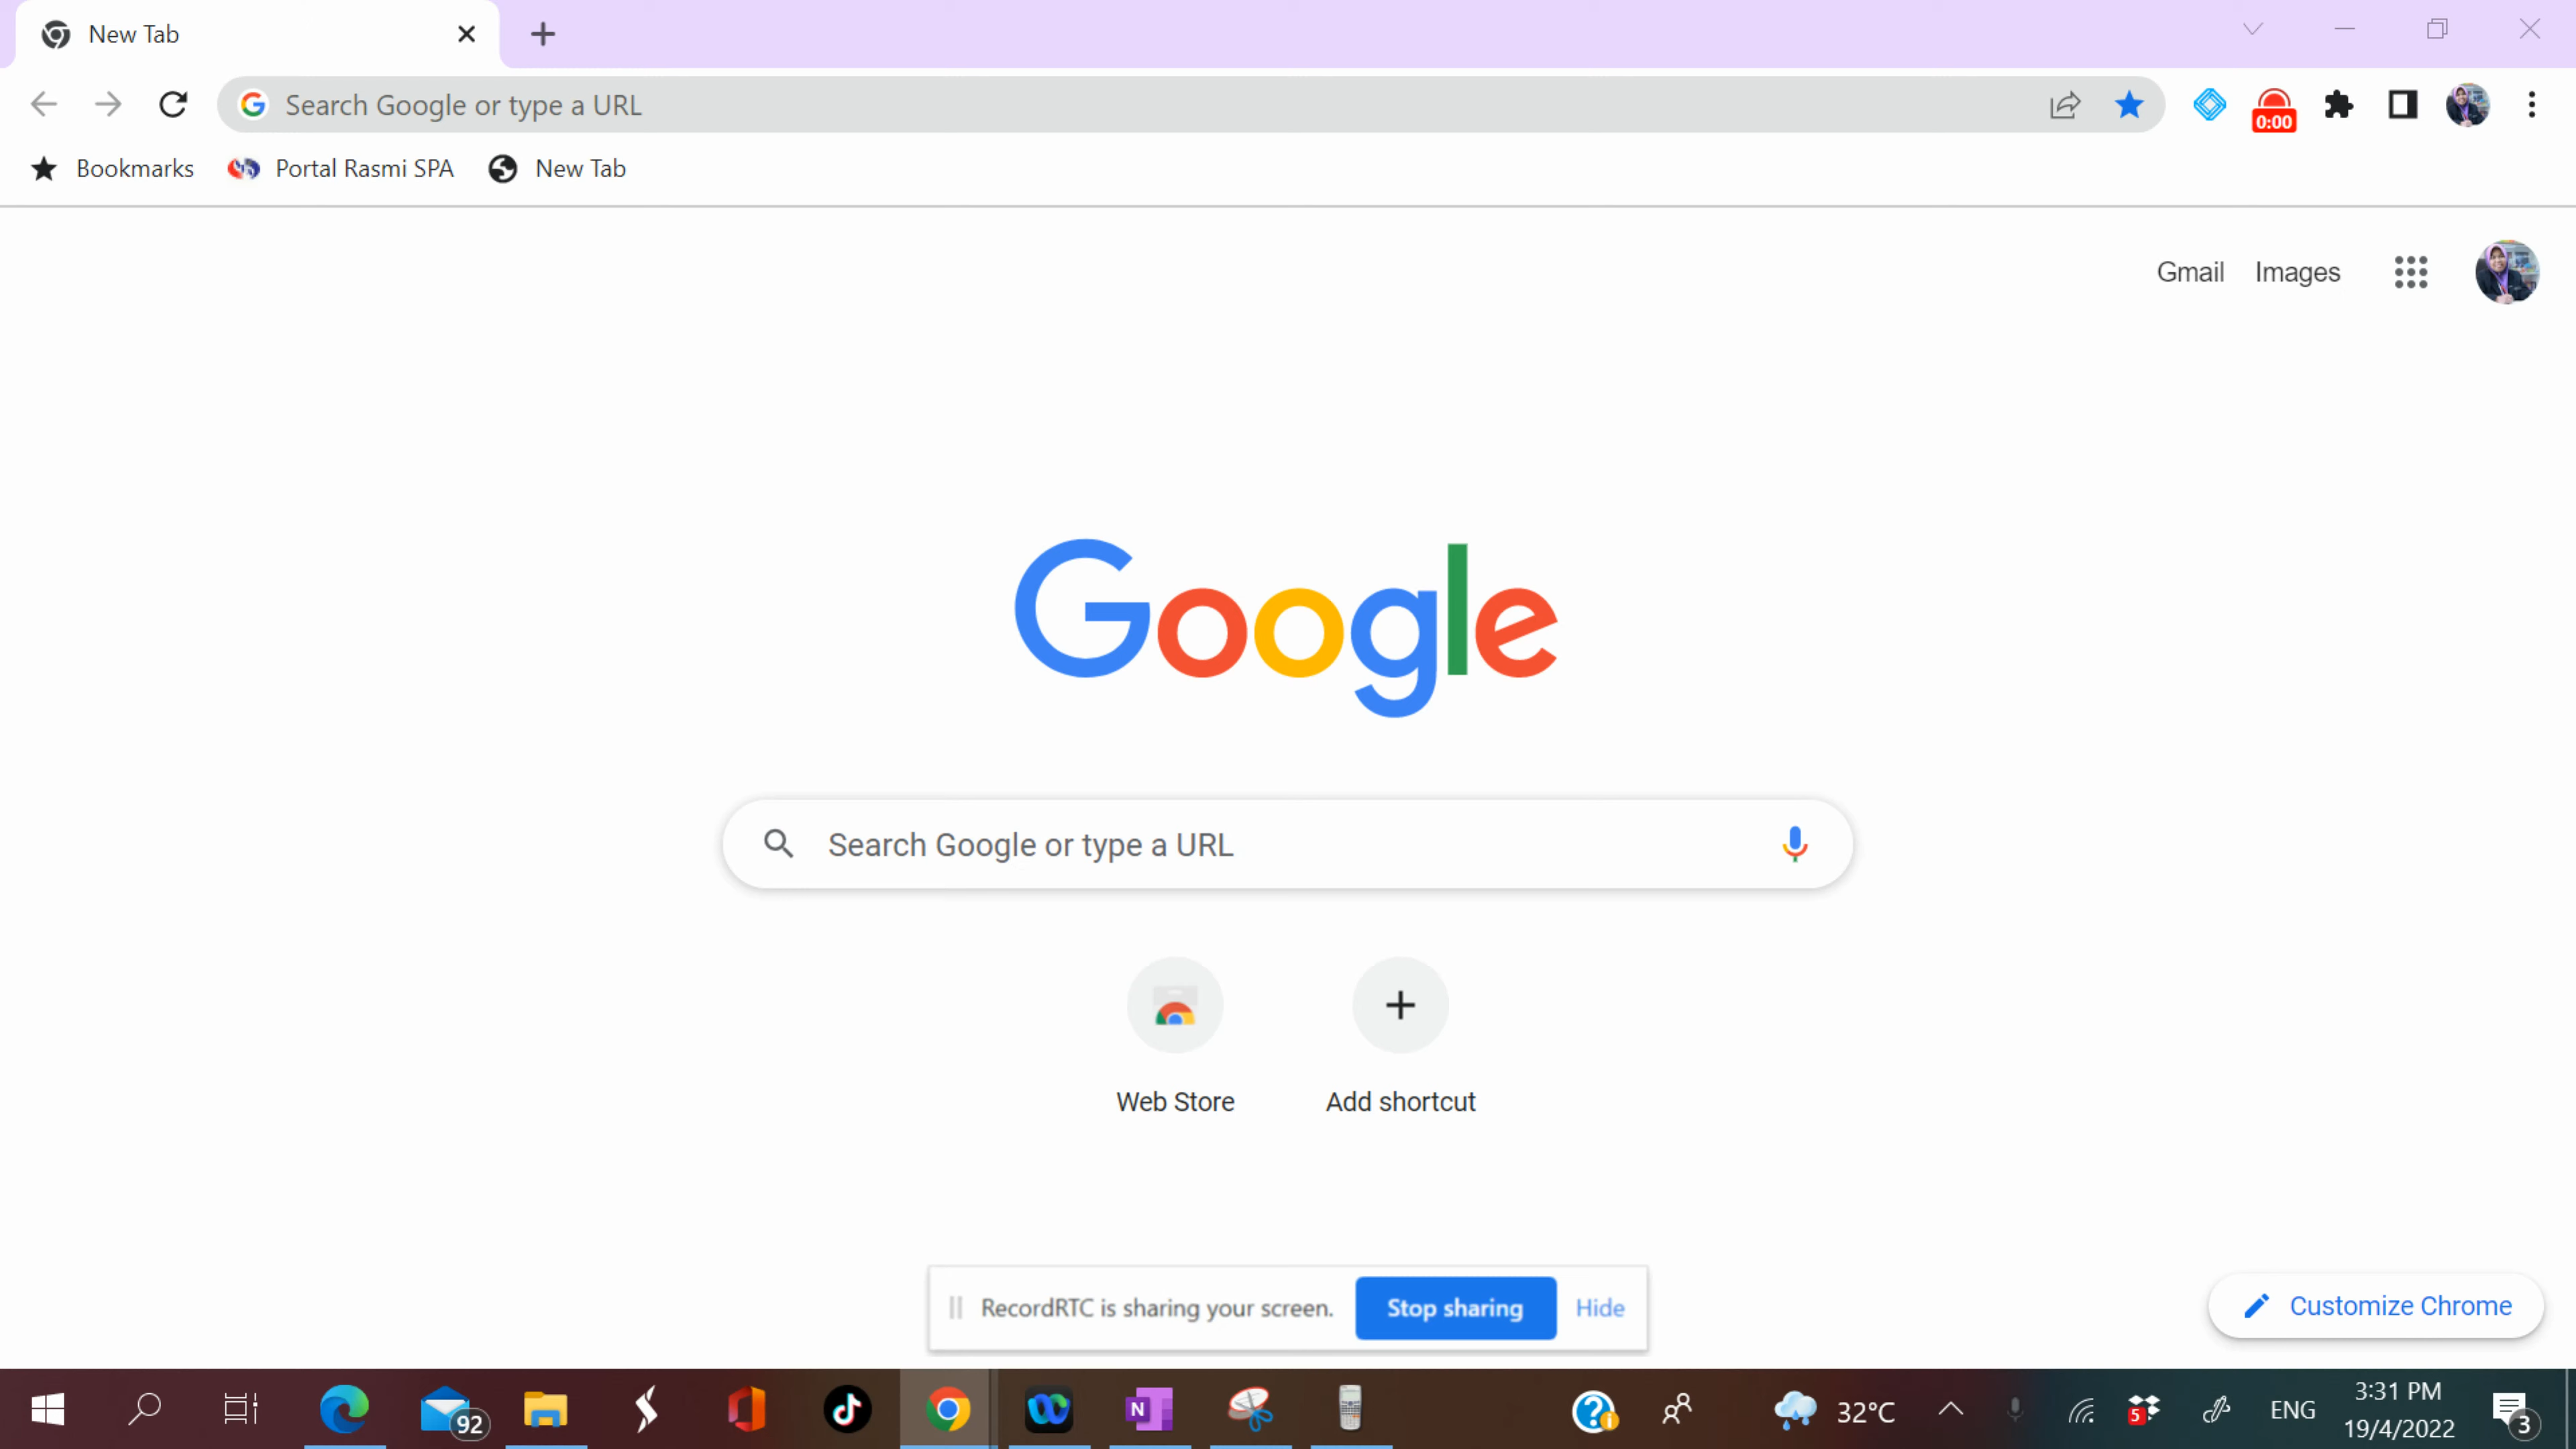 New Tab
Search Google or type a URL
0:00
Bookmarks
Portal Rasmi SPA
New Tab
Gmail
Images
Google
Search Google or type a URL
Web Store
Add shortcut
RecordRTC is sharing your screen.
Stop sharing
Hide
Customize Chrome
92
N
32°C
5
ENG
3:31 PM
19/4/2022
3